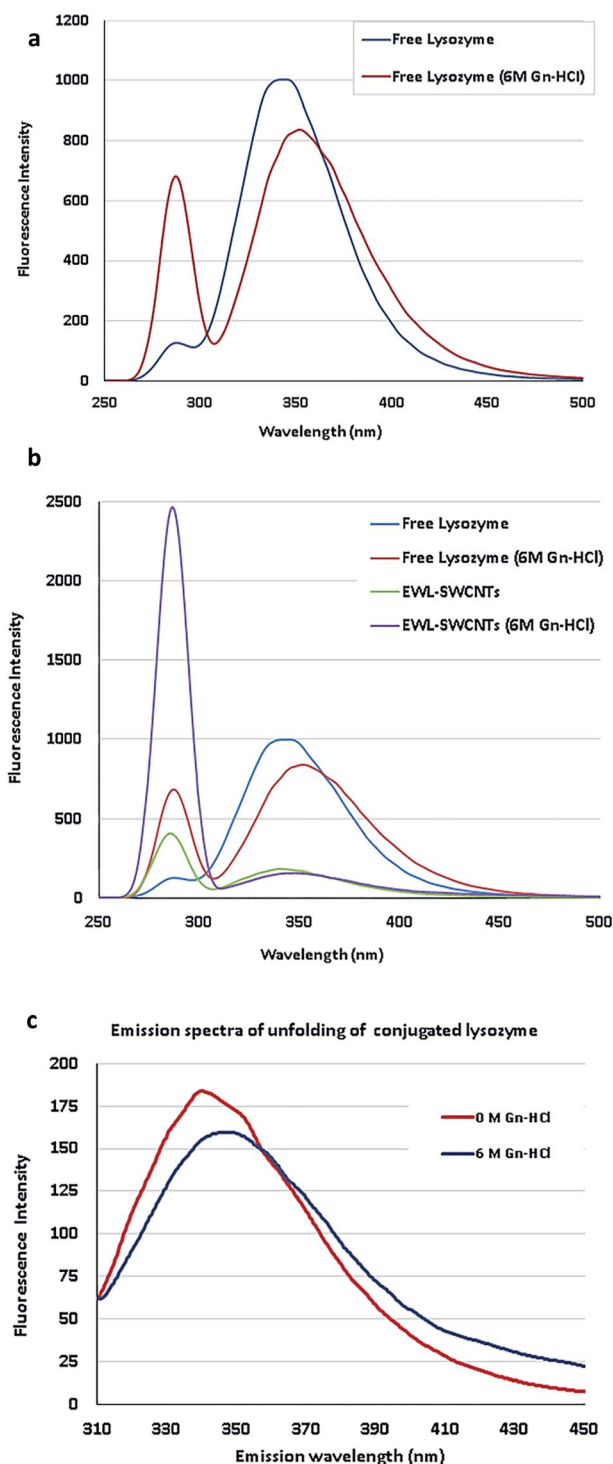 a
1200
1000
800
600
400
200
0
250 300 350 400 450 500
Fluorescence Intensity
Wavelength (nm)
Free Lysozyme
Free Lysozyme (6M Gn-HCl)
b
2500
2000
1500
1000
500
0
250 300 350 400 450 500
Fluorescence Intensity
Wavelength (nm)
Free Lysozyme
Free Lysozyme (6M Gn-HCl)
EWL-SWCNTs
EWL-SWCNTs (6M Gn-HCl)
c
Emission spectra of unfolding of conjugated lysozyme
200
175
150
125
100
75
50
25
0
310 330 350 370 390 410 430 450
Fluorescence Intensity
Emission wavelength (nm)
0 M Gn-HCl
6 M Gn-HCl